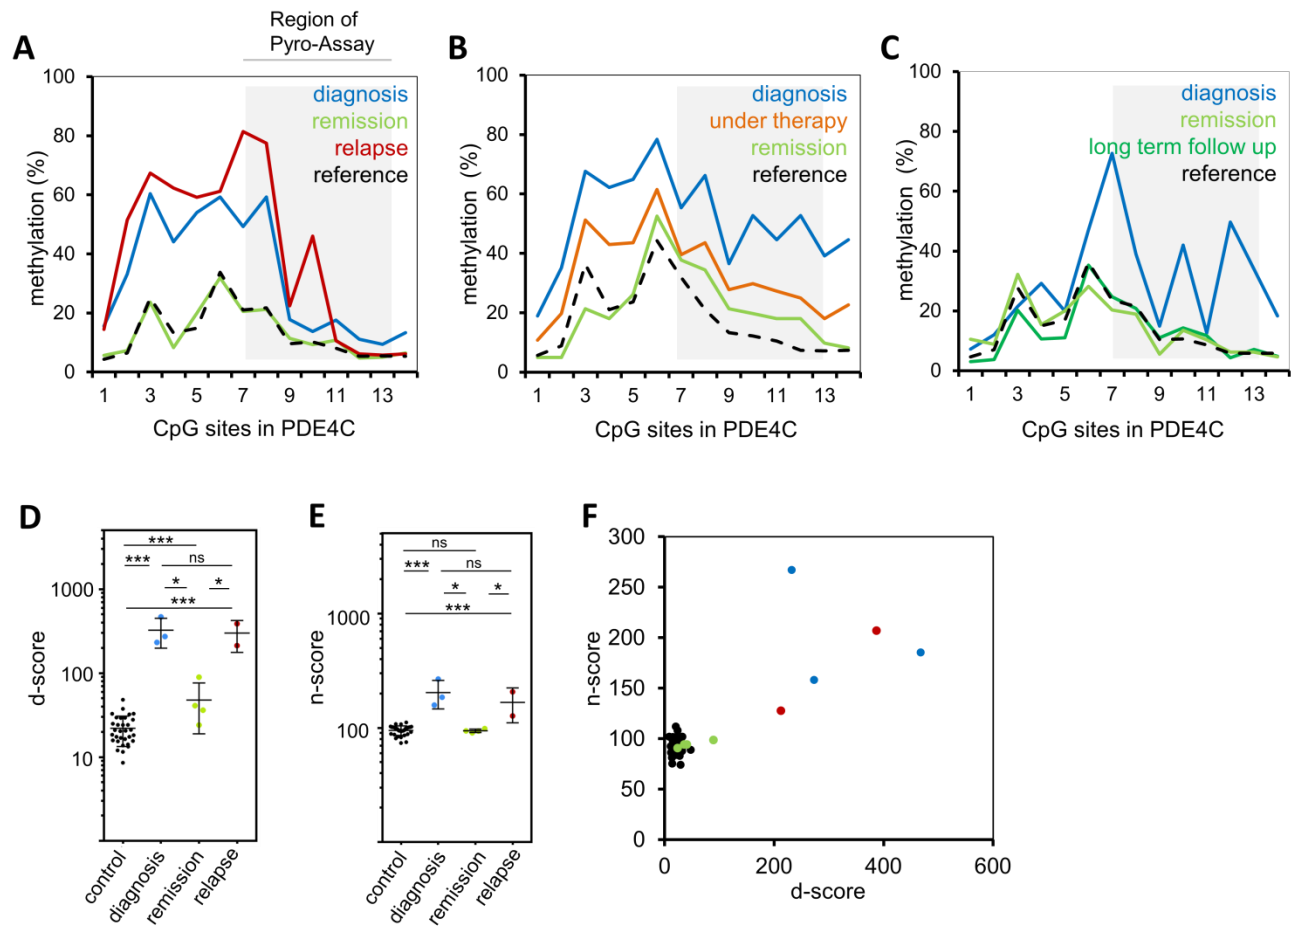 Region of
Pyro-Assay
A
100
80
60
40
20
0
methylation (%)
diagnosis
remission
relapse
reference
1 3 5 7 9 11 13
CpG sites in PDE4C
B
100
80
60
40
20
0
methylation (%)
diagnosis
under therapy
remission
reference
1 3 5 7 9 11 13
CpG sites in PDE4C
C
100
80
60
40
20
0
methylation (%)
diagnosis
remission
long term follow up
reference
1 3 5 7 9 11 13
CpG sites in PDE4C
D
d-score
1000
100
10
***
*** ns
* *
***
control
diagnosis
remission
relapse
E
n-score
1000
100
ns
*** ns
* *
***
control
diagnosis
remission
relapse
F
n-score
300
250
200
150
100
50
0
0 200 400 600
d-score